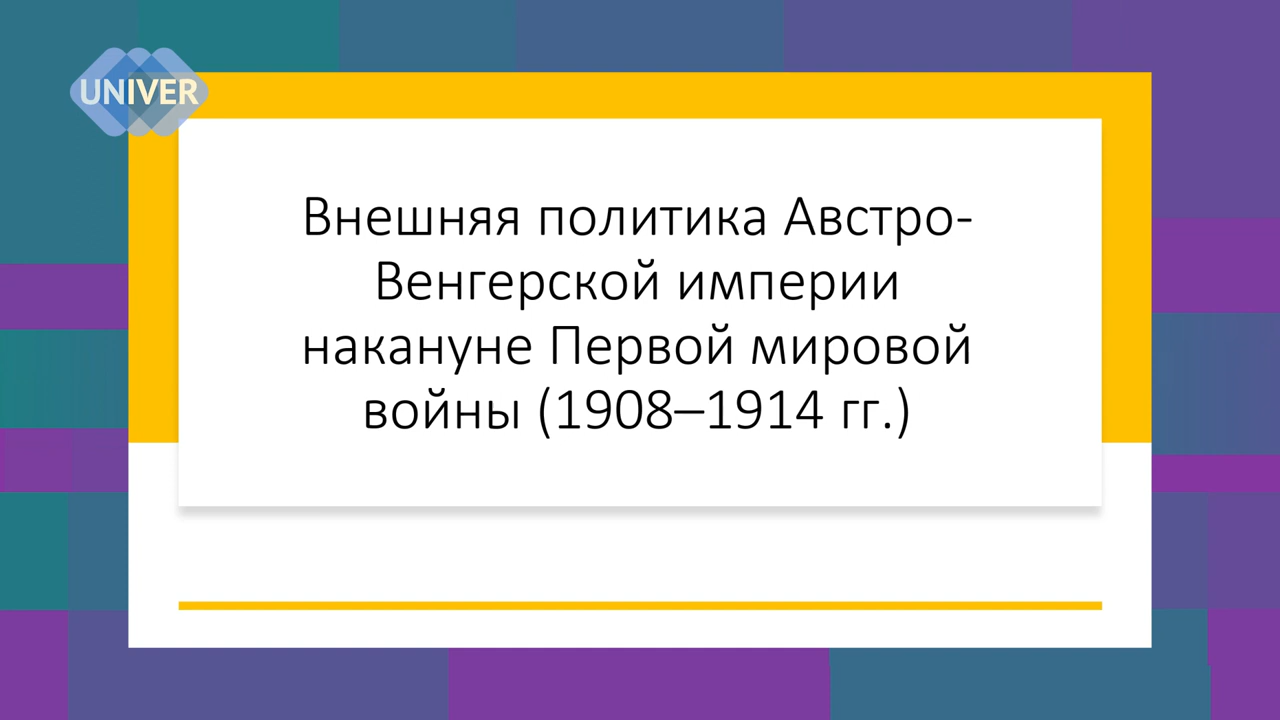 UNIVER
Внешняя политика Австро-
Венгерской империи
накануне Первой мировой
войны (1908–1914 гг.)